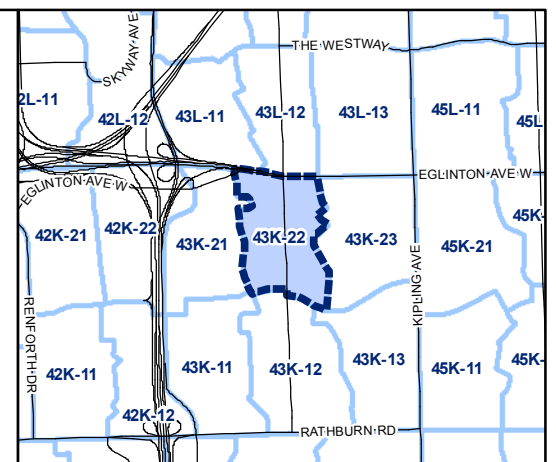 SKYWAY AVE
THE WESTWAY
2L-11
42L-12
43L-11
43L-12
43L-13
45L-11
45L
EGLINTON AVE W
EGLINTON AVE W
42K-21
42K-22
43K-21
43K-22
43K-23
45K-21
45K-
RENFORTH DR
KIPLING AVE
42K-11
42K-12
43K-11
43K-12
43K-13
45K-11
45K-
RATHBURN RD